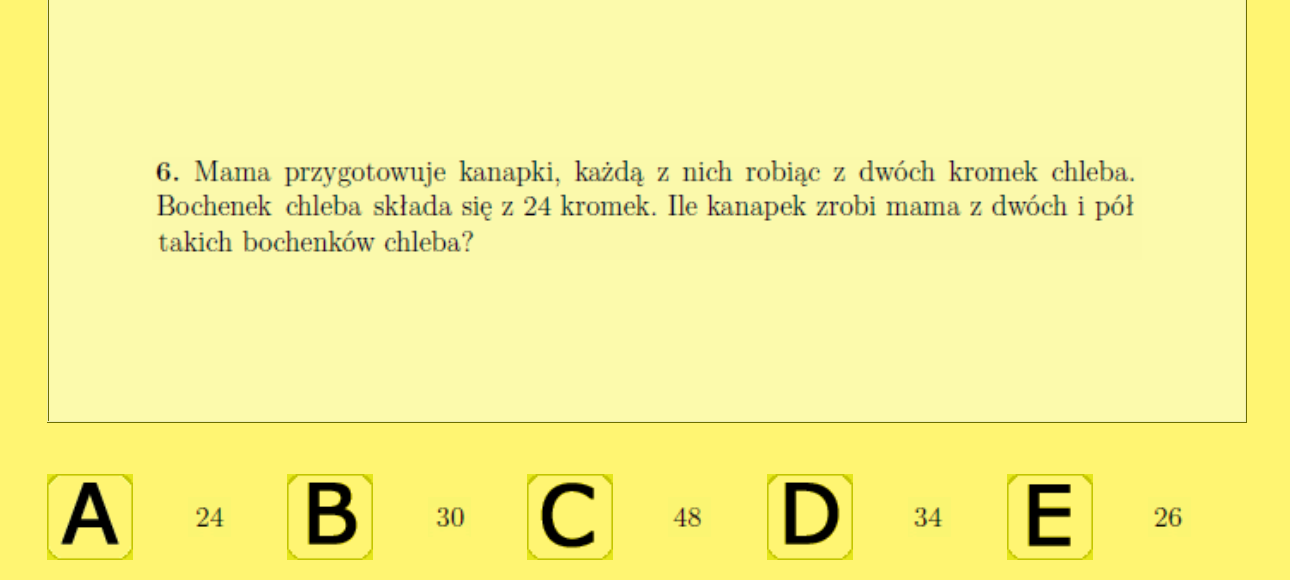 6. Mama przygotowuje kanapki, każdą z nich robiąc z dwóch kromek chleba.
Bochenek chleba składa się z 24 kromek. Ile kanapek zrobi mama z dwóch i pół
takich bochenków chleba?
A 24 B 30 C 48 D 34 E 26